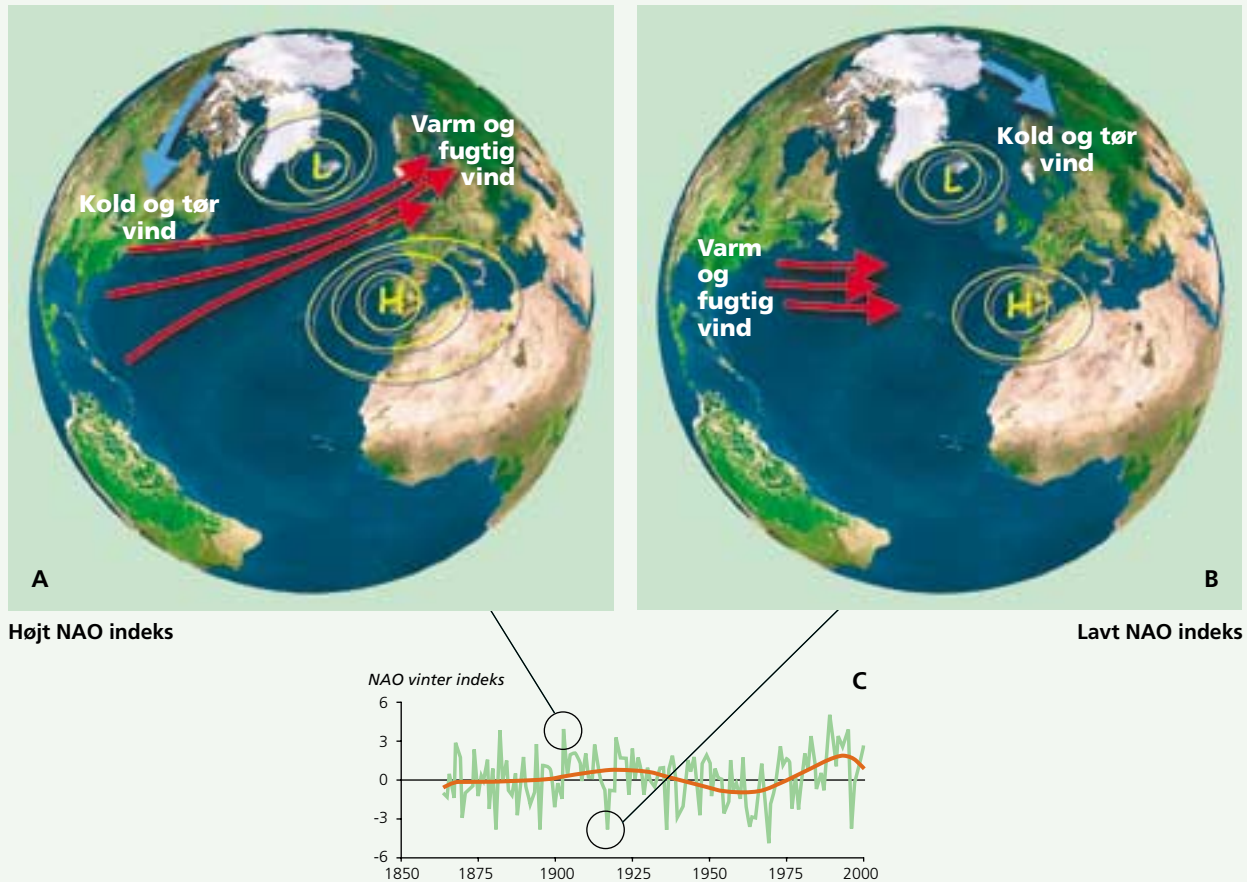 Varm og
fugtig
vind
L
Kold og tør
vind
H
A
Kold og tør
vind
L
Varm
og
fugtig
vind
H
B
Højt NAO indeks
Lavt NAO indeks
NAO vinter indeks
C
6
3
0
-3
-6
1850 1875 1900 1925 1950 1975 2000